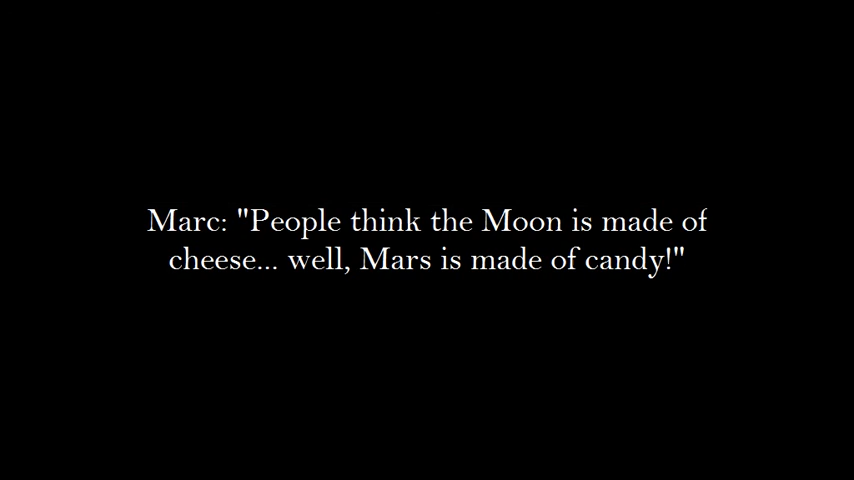 Marc: "People think the Moon is made of
cheese... well, Mars is made of candy!"